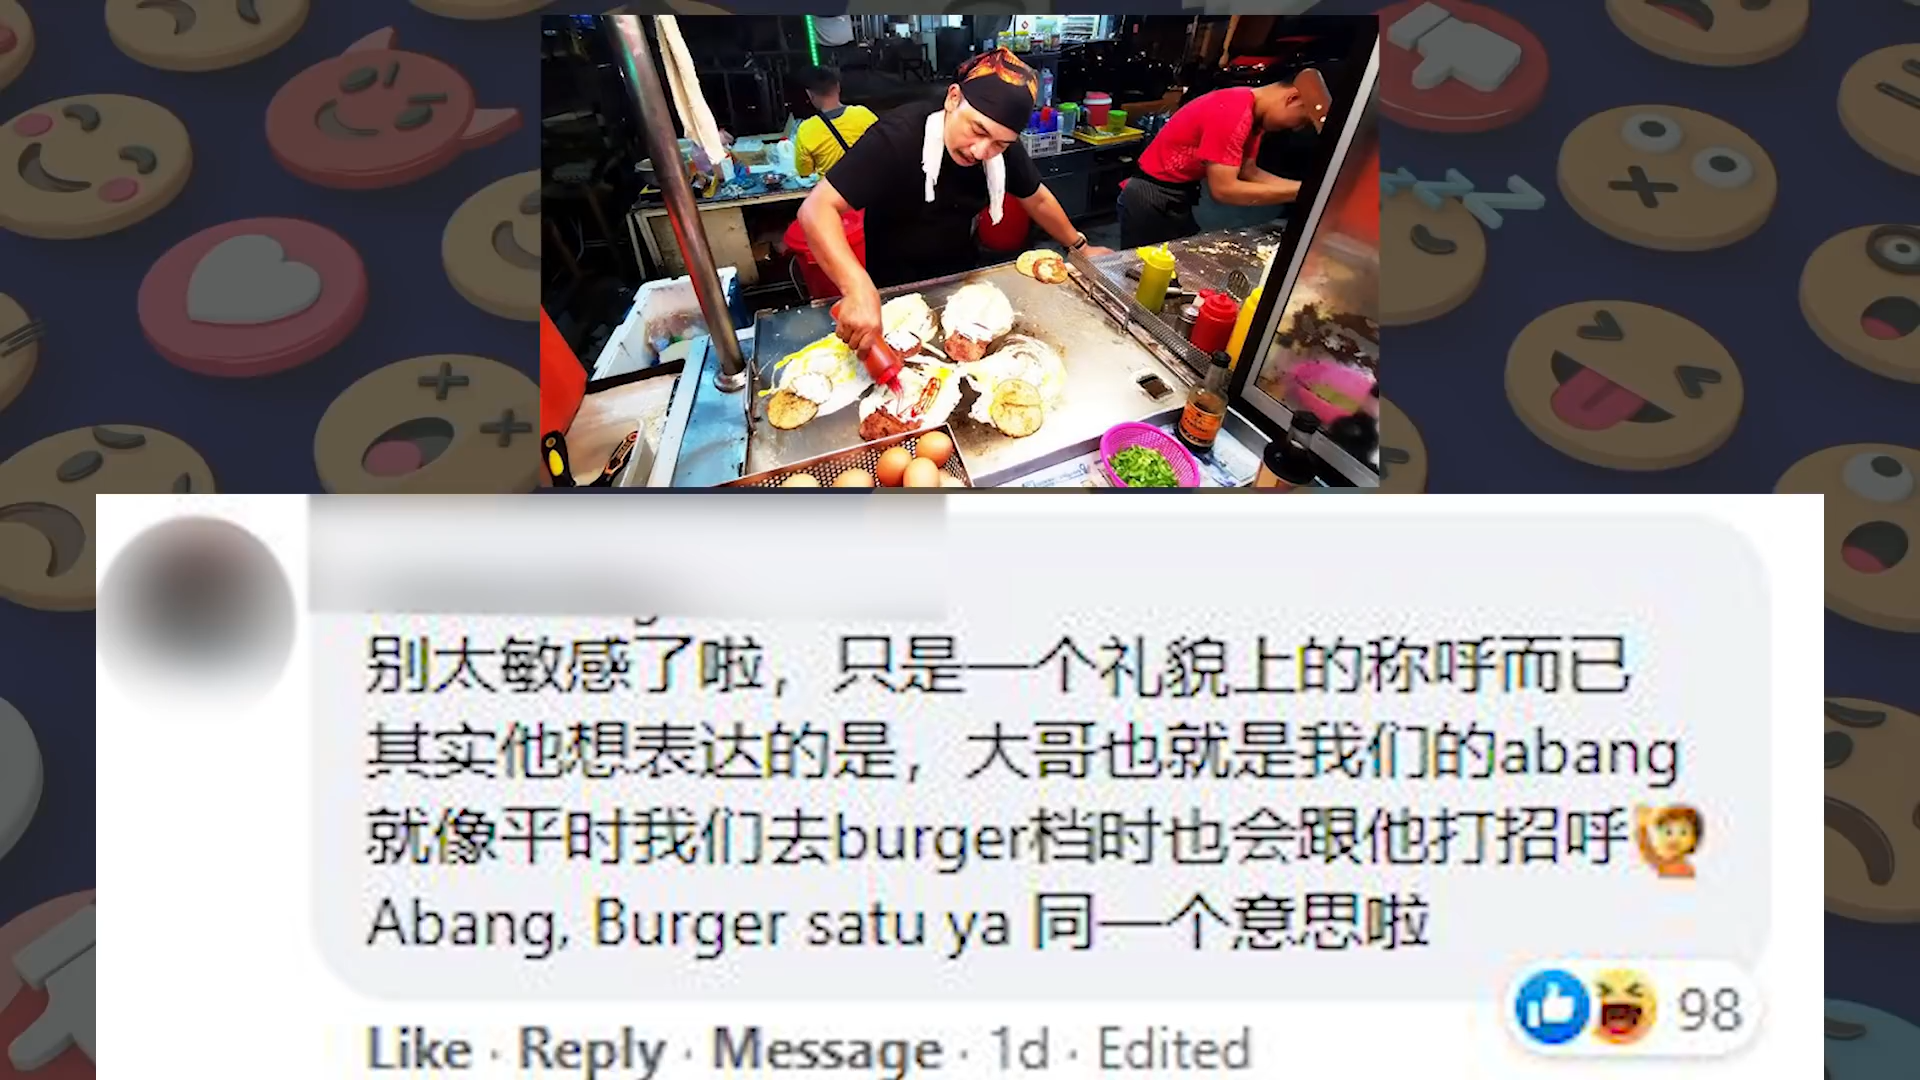 别太敏感了啦，只是一个礼貌上的称呼而已
其实他想表达的是，大哥也就是我们的abang
就像平时我们去burger档时也会跟他打招呼🙋
Abang, Burger satu ya 同一个意思啦
98
Like · Reply · Message · 1d · Edited